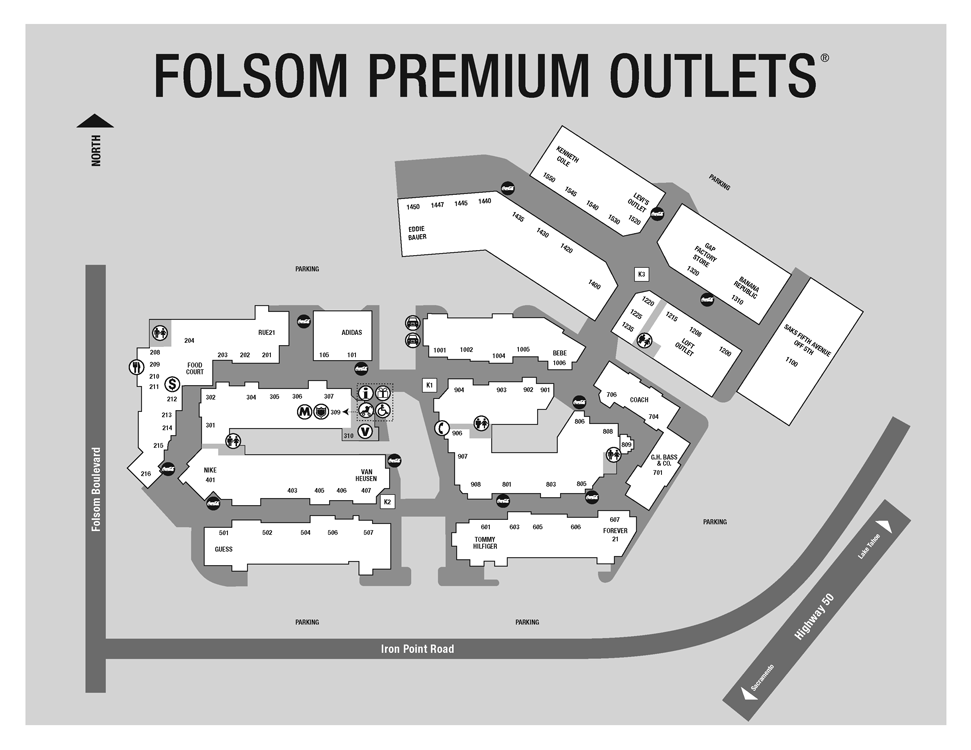 FOLSOM PREMIUM OUTLETS®
NORTH
KENNETH
COLE
1550
1545
1540
1530
1520
LEVI'S
OUTLET
PARKING
1450
1447
1445
1440
1435
1430
1420
1400
EDDIE
BAUER
GAP
FACTORY
STORE
1320
BANANA
REPUBLIC
1310
K3
1220
1225
1235
1215
1208
1200
LOFT
OUTLET
SAKS FIFTH AVENUE
OFF 5TH
1100
PARKING
204
RUE21
208
209
210
211
212
213
214
215
216
FOOD
COURT
203
202
201
S
ADIDAS
105
101
1001
1002
1004
1005
BEBE
1006
K1
302
304
305
306
307
301
M
309
i
310
V
904
903
902
901
906
907
908
801
803
805
806
808
809
706
COACH
704
G.H. BASS
& CO.
701
NIKE
401
403
405
406
407
VAN
HEUSEN
K2
501
502
504
506
507
GUESS
601
603
605
606
607
TOMMY
HILFIGER
FOREVER
21
PARKING
PARKING
PARKING
Folsom Boulevard
Iron Point Road
Highway 50
Lake Tahoe
Sacramento